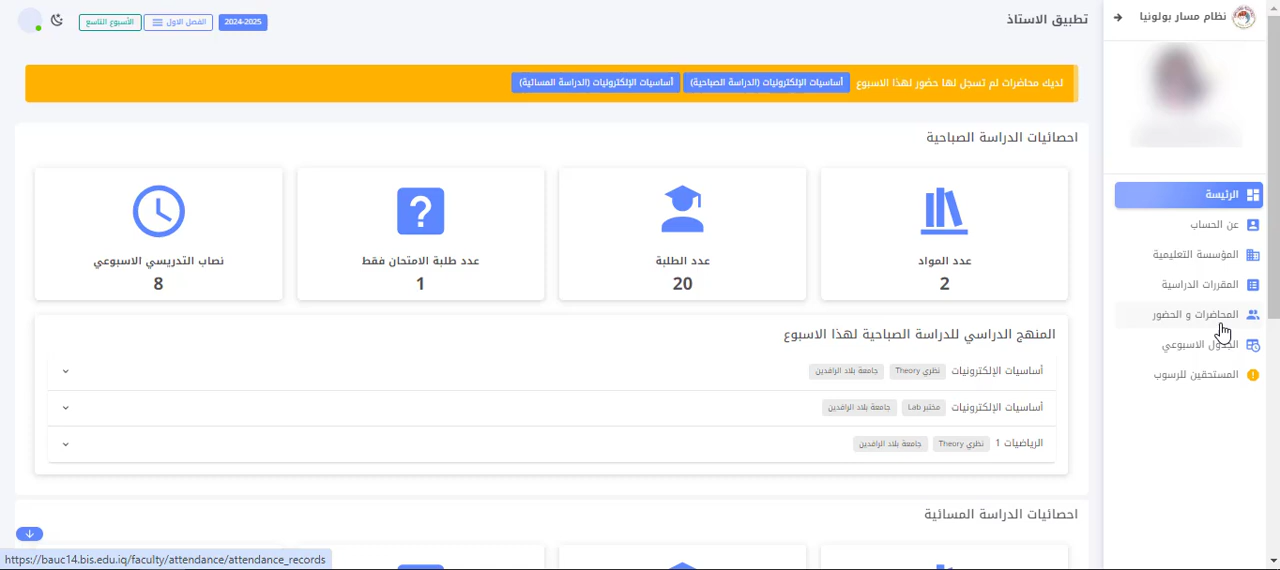 نظام مسار بولونيا
تطبيق الاستاذ
2024-2025
الفصل الاول
الأسبوع التاسع
لديك محاضرات لم تسجل لها حضور لهذا الاسبوع
أساسيات الإلكترونيات (الدراسة الصباحية)
أساسيات الإلكترونيات (الدراسة المسائية)
الرئيسة
عن الحساب
المؤسسة التعليمية
المقررات الدراسية
المحاضرات و الحضور
الجدول الاسبوعي
المستحقين للرسوب
احصائيات الدراسة الصباحية
عدد المواد
2
عدد الطلبة
20
عدد طلبة الامتحان فقط
1
نصاب التدريسي الاسبوعي
8
المنهج الدراسي للدراسة الصباحية لهذا الاسبوع
أساسيات الإلكترونيات نظري Theory جامعة بلاد الرافدين
أساسيات الإلكترونيات مختبر Lab جامعة بلاد الرافدين
الرياضيات 1 نظري Theory جامعة بلاد الرافدين
احصائيات الدراسة المسائية
https://bauc14.bis.edu.iq/faculty/attendance/attendance_records